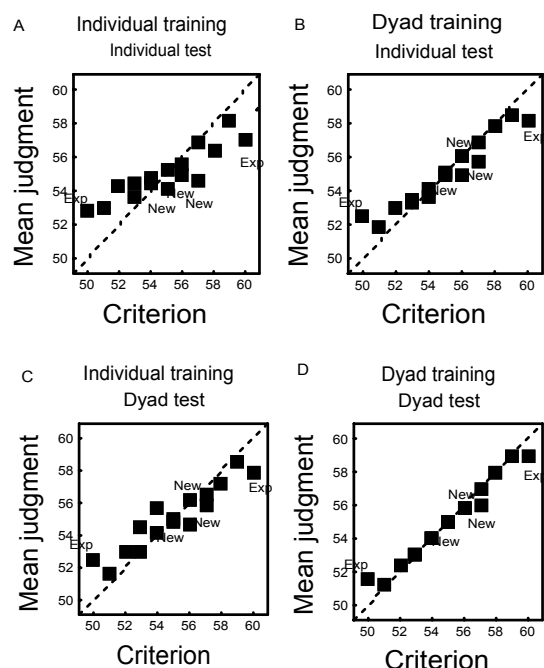 A
Individual training
Individual test
Mean judgment
60
58
56
54
52
50
Exp
New
New
New
Exp
50 52 54 56 58 60
Criterion
B
Dyad training
Individual test
Mean judgment
60
58
56
54
52
50
Exp
New
New
New
Exp
50 52 54 56 58 60
Criterion
C
Individual training
Dyad test
Mean judgment
60
58
56
54
52
50
Exp
New
New
New
Exp
50 52 54 56 58 60
Criterion
D
Dyad training
Dyad test
Mean judgment
60
58
56
54
52
50
Exp
New
New
New
Exp
50 52 54 56 58 60
Criterion